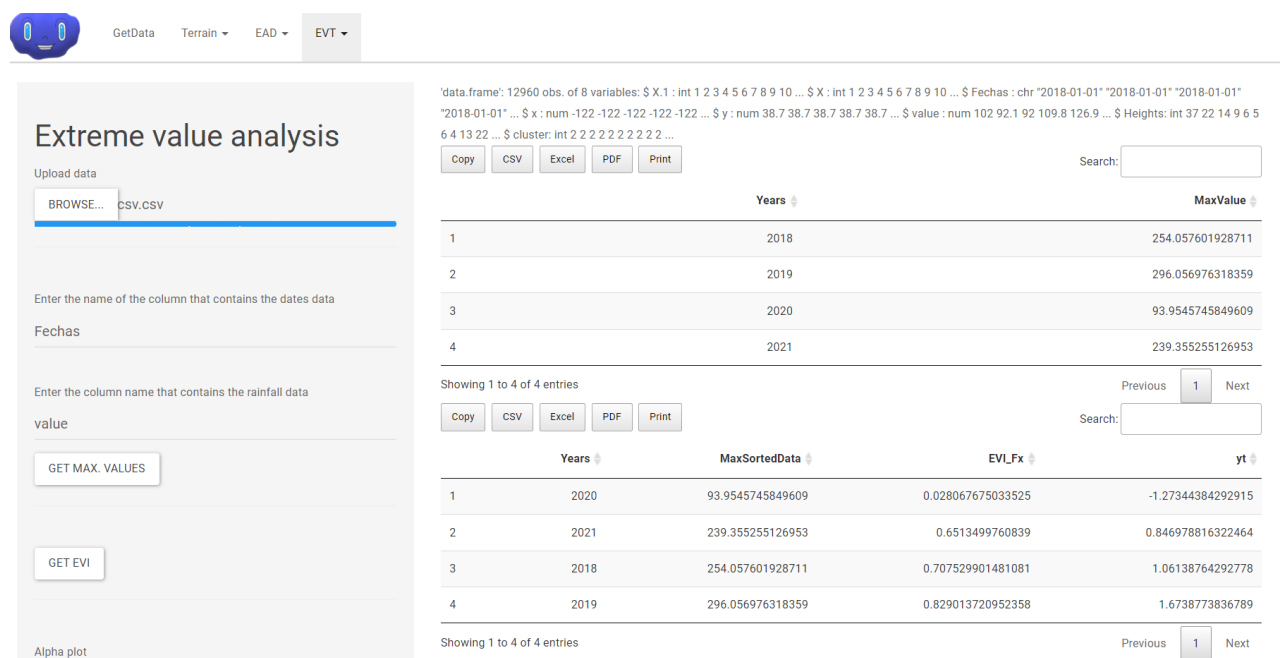 GetData Terrain EAD EVT
Extreme value analysis
Upload data
BROWSE... csv.csv
Enter the name of the column that contains the dates data
Fechas
Enter the column name that contains the rainfall data
value
GET MAX. VALUES
GET EVI
Alpha plot
'data.frame': 12960 obs. of 8 variables: $ X.1 : int 1 2 3 4 5 6 7 8 9 10 ... $ X : int 1 2 3 4 5 6 7 8 9 10 ... $ Fechas : chr "2018-01-01" "2018-01-01" "2018-01-01"
"2018-01-01" ... $ x : num -122 -122 -122 -122 -122 ... $ y : num 38.7 38.7 38.7 38.7 38.7 ... $ value : num 102 92.1 92 109.8 126.9 ... $ Heights: int 37 22 14 9 6 5
6 4 13 22 ... $ cluster: int 2 2 2 2 2 2 2 2 2 2 ...
Copy CSV Excel PDF Print Search:
Years MaxValue
1 2018 254.057601928711
2 2019 296.056976318359
3 2020 93.9545745849609
4 2021 239.355255126953
Showing 1 to 4 of 4 entries Previous 1 Next
Copy CSV Excel PDF Print Search:
Years MaxSortedData EVI_Fx yt
1 2020 93.9545745849609 0.028067675033525 -1.27344384292915
2 2021 239.355255126953 0.6513499760839 0.846978816322464
3 2018 254.057601928711 0.707529901481081 1.06138764292778
4 2019 296.056976318359 0.829013720952358 1.6738773836789
Showing 1 to 4 of 4 entries Previous 1 Next